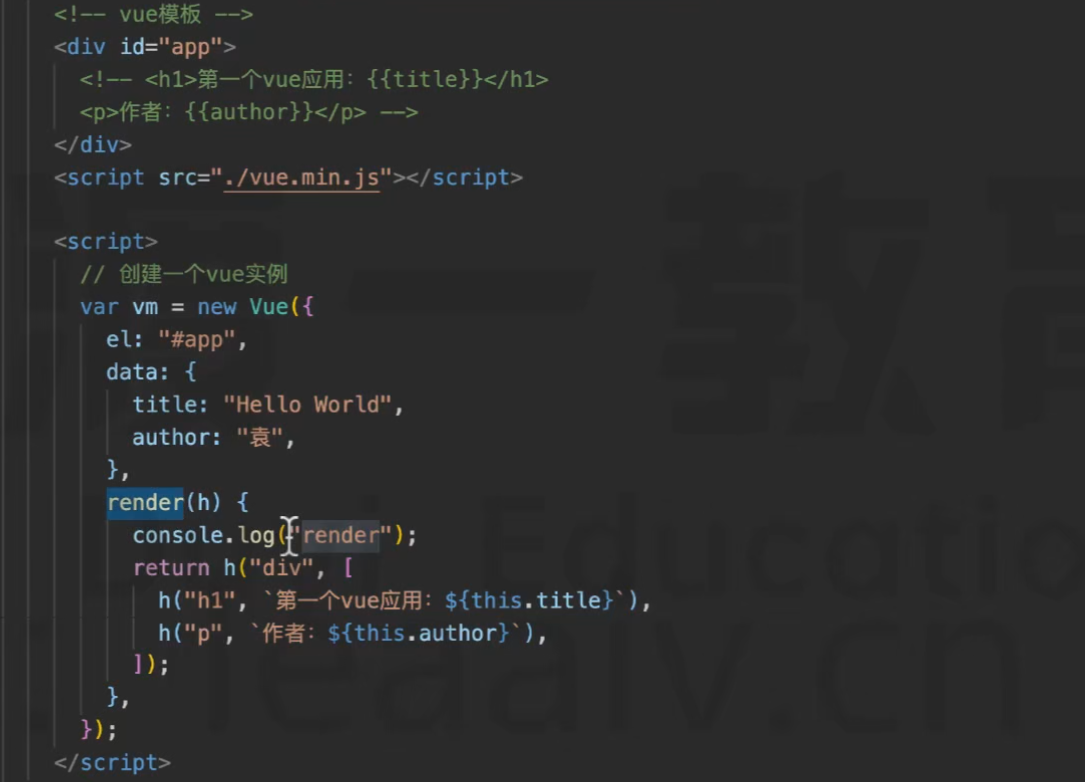 <!-- vue模板 -->
<div id="app">
<!-- <h1>第一个vue应用：{{title}}</h1>
<p>作者：{{author}}</p> -->
</div>
<script src="./vue.min.js"></script>
<script>
// 创建一个vue实例
var vm = new Vue({
el: "#app",
data: {
title: "Hello World",
author: "袁",
},
render(h) {
console.log("render");
return h("div", [
h("h1", `第一个vue应用：${this.title}`),
h("p", `作者：${this.author}`),
]);
},
});
</script>